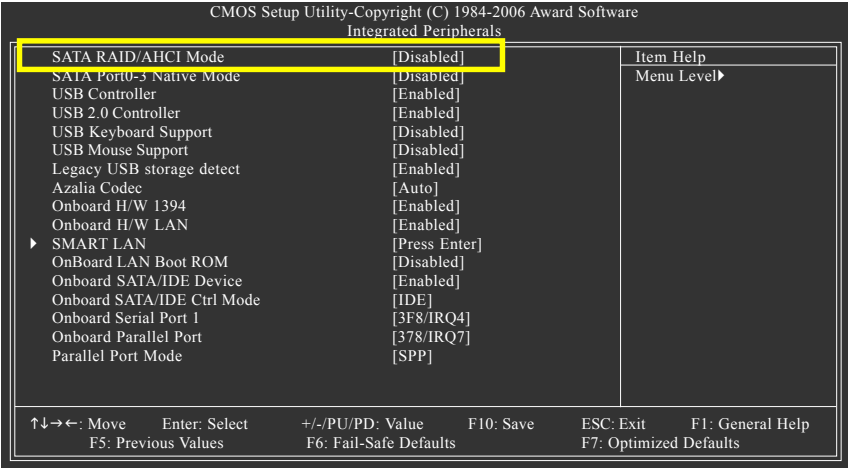 CMOS Setup Utility-Copyright (C) 1984-2006 Award Software
Integrated Peripherals
SATA RAID/AHCI Mode [Disabled] Item Help
SATA Port0-3 Native Mode [Disabled] Menu Level▶
USB Controller [Enabled]
USB 2.0 Controller [Enabled]
USB Keyboard Support [Disabled]
USB Mouse Support [Disabled]
Legacy USB storage detect [Enabled]
Azalia Codec [Auto]
Onboard H/W 1394 [Enabled]
Onboard H/W LAN [Enabled]
▶ SMART LAN [Press Enter]
OnBoard LAN Boot ROM [Disabled]
Onboard SATA/IDE Device [Enabled]
Onboard SATA/IDE Ctrl Mode [IDE]
Onboard Serial Port 1 [3F8/IRQ4]
Onboard Parallel Port [378/IRQ7]
Parallel Port Mode [SPP]
↑↓→←: Move Enter: Select +/-/PU/PD: Value F10: Save ESC: Exit F1: General Help
F5: Previous Values F6: Fail-Safe Defaults F7: Optimized Defaults